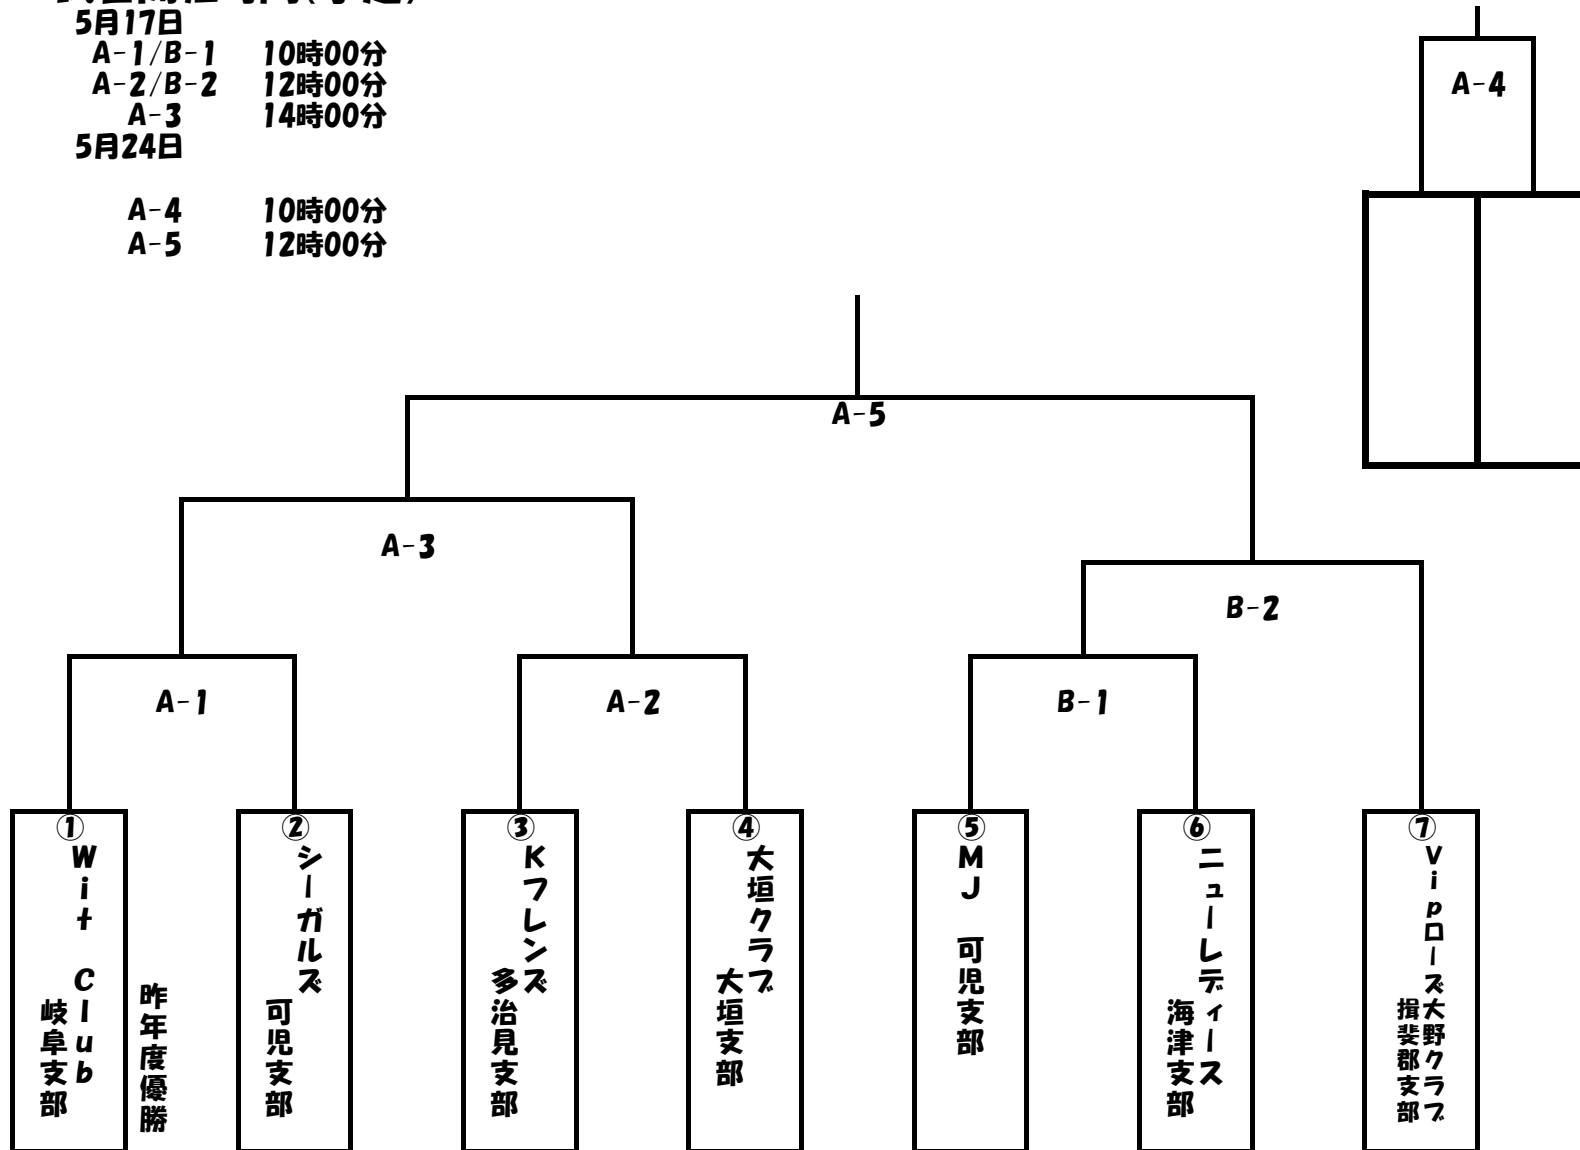 5月17日
A-1/B-1 10時00分
A-2/B-2 12時00分
A-3 14時00分
5月24日
A-4 10時00分
A-5 12時00分
A-4
A-5
A-3
B-2
A-1
A-2
B-1
①
Wit Club
岐阜支部
昨年度優勝
②
シーガルズ
可児支部
③
Kフレンズ
多治見支部
④
大垣クラブ
大垣支部
⑤
MJ 可児支部
⑥
ニューレディース
海津支部
⑦
Vipローズ大野クラブ
揖斐郡支部